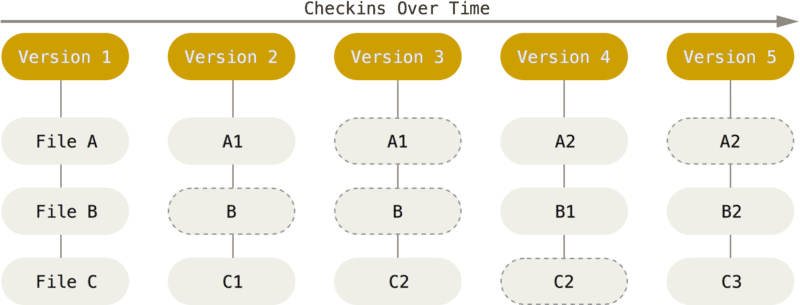 Checkins Over Time
Version 1 Version 2 Version 3 Version 4 Version 5
File A A1 A1 A2 A2
File B B B B1 B2
File C C1 C2 C2 C3